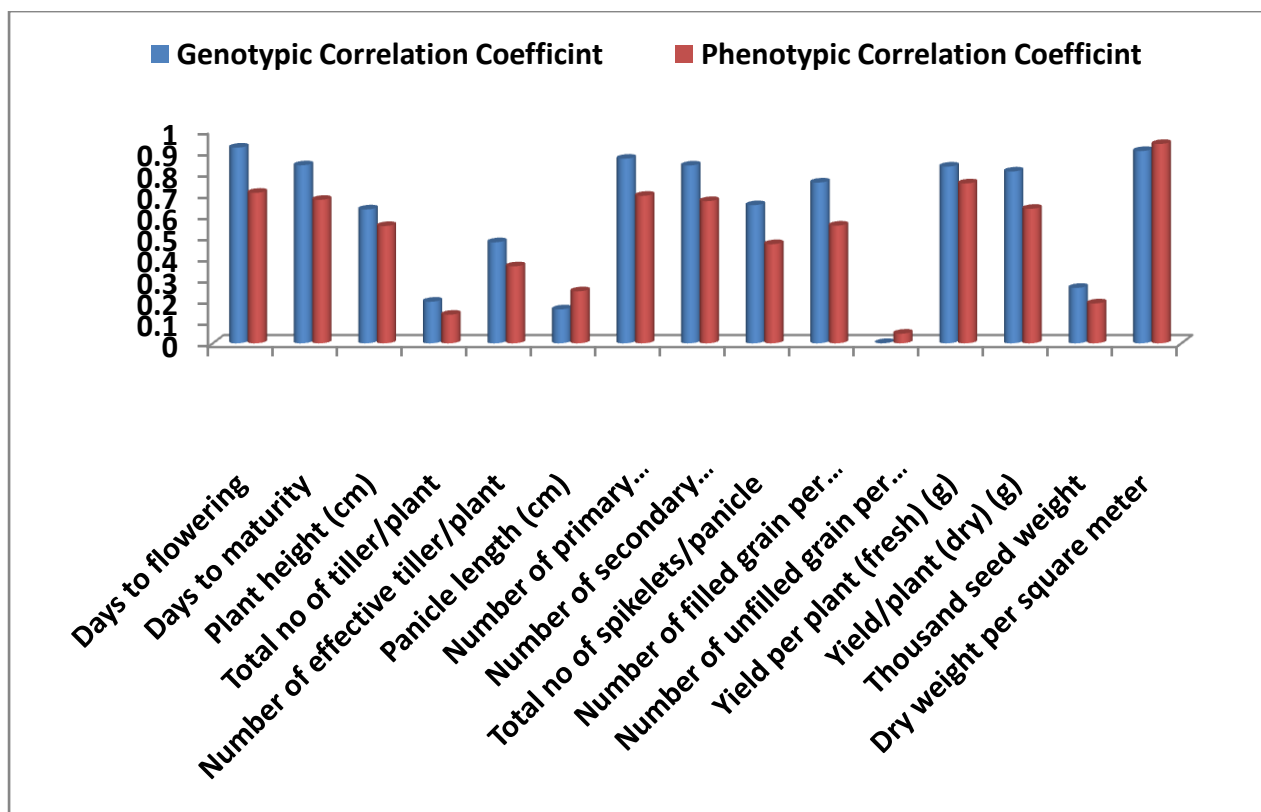 Genotypic Correlation Coefficint
Phenotypic Correlation Coefficint
1
0.9
0.8
0.7
0.6
0.5
0.4
0.3
0.2
0.1
0
Days to flowering
Days to maturity
Plant height (cm)
Total no of tiller/plant
Number of effective tiller/plant
Panicle length (cm)
Number of primary...
Number of secondary...
Total no of spikelets/panicle
Number of filled grain per...
Number of unfilled grain per...
Yield per plant (fresh) (g)
Yield/plant (dry) (g)
Thousand seed weight
Dry weight per square meter